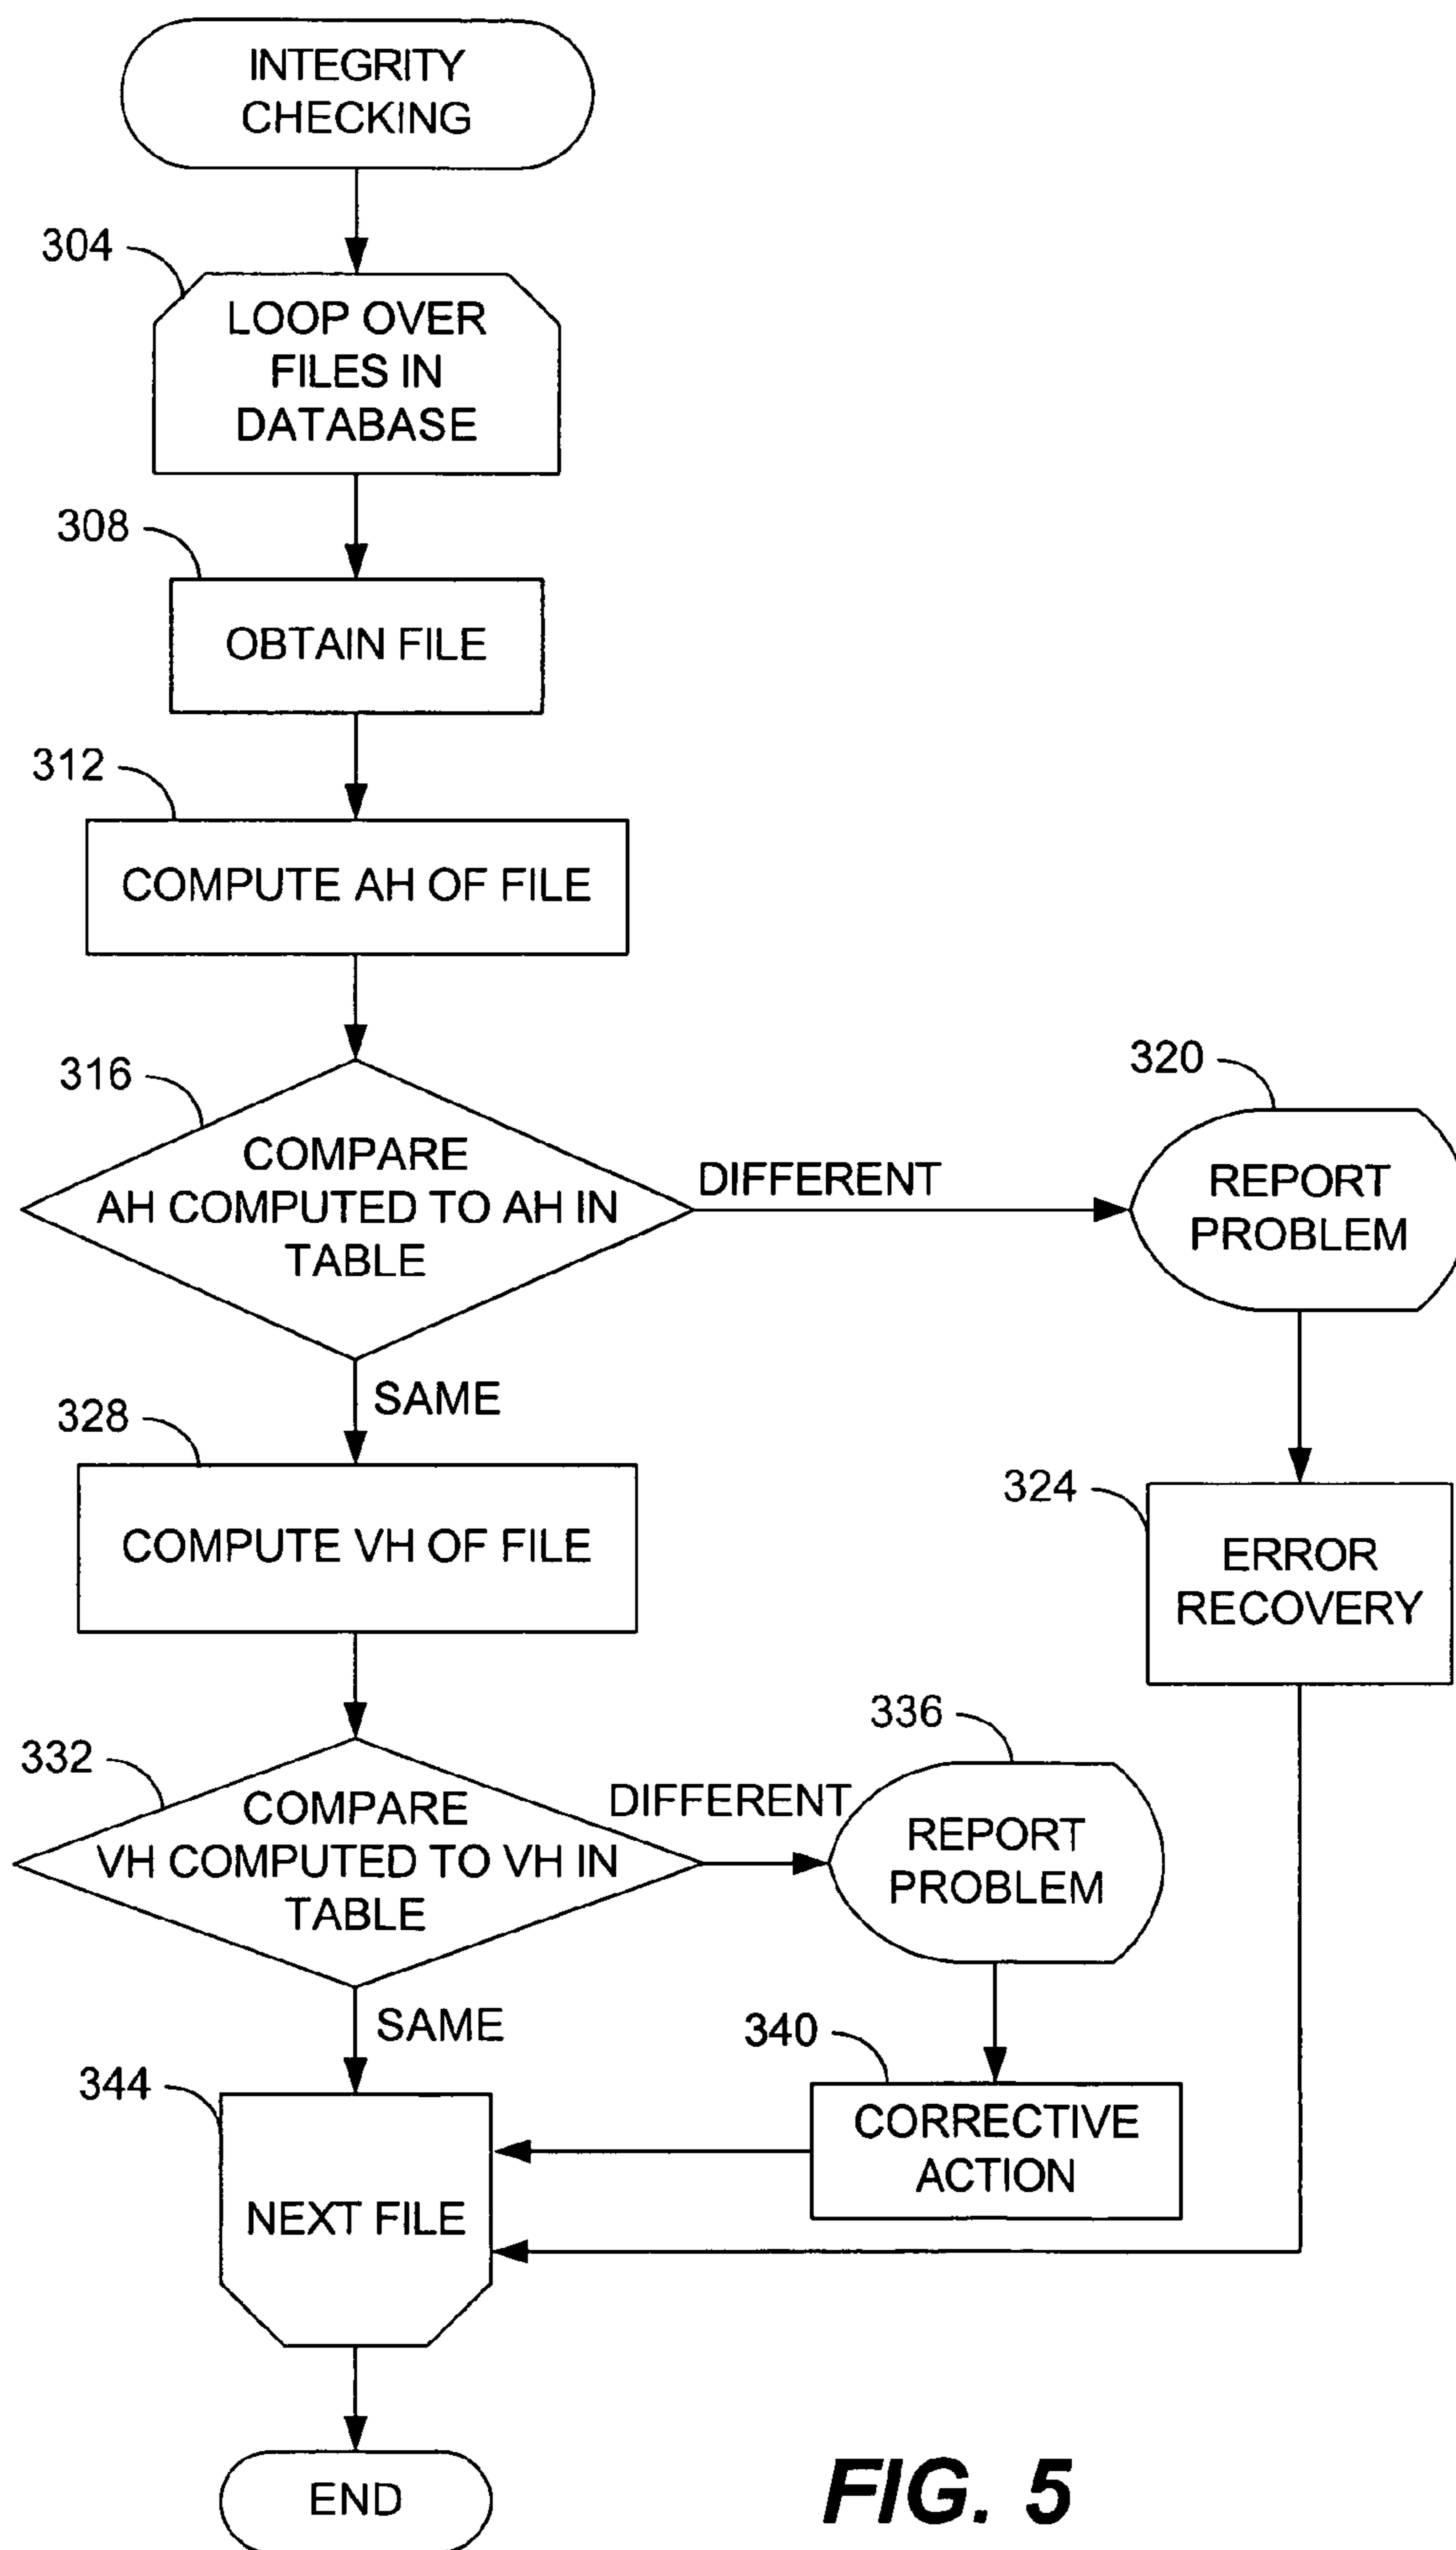 INTEGRITY
CHECKING
304
LOOP OVER
FILES IN
DATABASE
308
OBTAIN FILE
312
COMPUTE AH OF FILE
316
COMPARE
AH COMPUTED TO AH IN
TABLE
DIFFERENT
320
REPORT
PROBLEM
SAME
328
COMPUTE VH OF FILE
324
ERROR
RECOVERY
332
COMPARE
VH COMPUTED TO VH IN
TABLE
DIFFERENT
336
REPORT
PROBLEM
SAME
340
CORRECTIVE
ACTION
344
NEXT FILE
END
FIG. 5